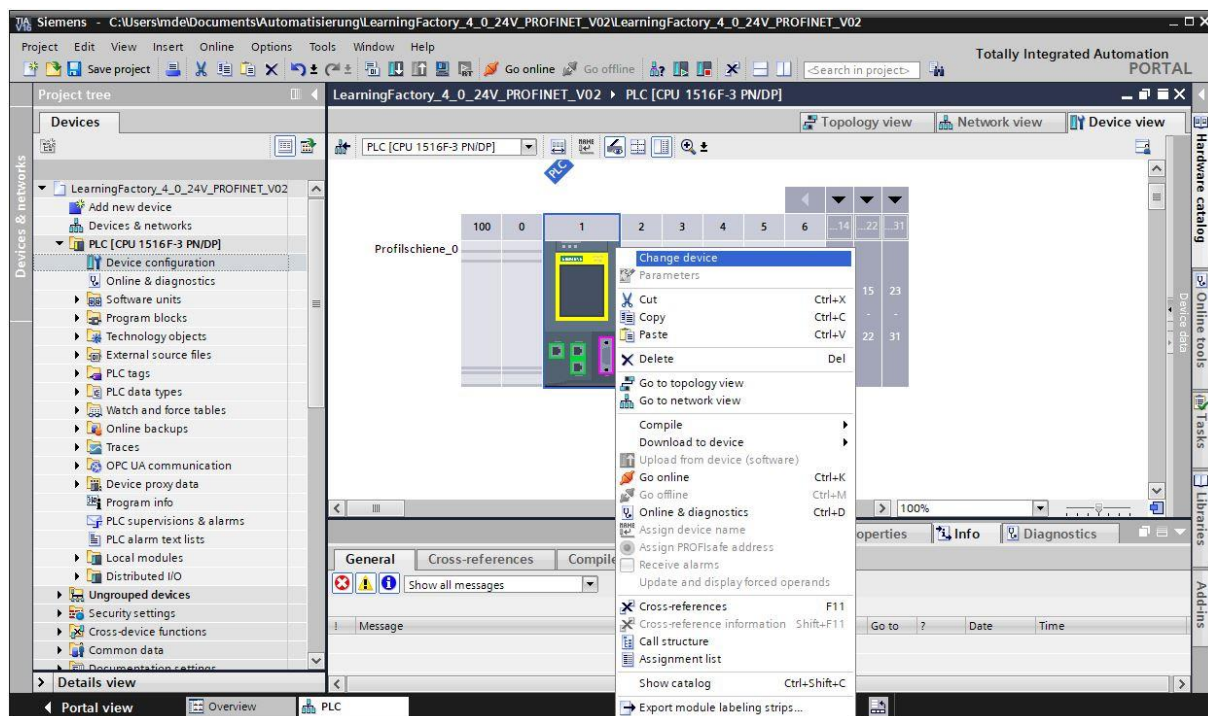 Siemens - C:\Users\mde\Documents\Automatisierung\LearningFactory_4_0_24V_PROFINET_V02\LearningFactory_4_0_24V_PROFINET_V02
Project Edit View Insert Online Options Tools Window Help
Save project
Go online
Go offline
<Search in project>
Totally Integrated Automation
PORTAL
Project tree
Devices
Devices & networks
LearningFactory_4_0_24V_PROFINET_V02
Add new device
Devices & networks
PLC [CPU 1516F-3 PN/DP]
Device configuration
Online & diagnostics
Software units
Program blocks
Technology objects
External source files
PLC tags
PLC data types
Watch and force tables
Online backups
Traces
OPC UA communication
Device proxy data
Program info
PLC supervisions & alarms
PLC alarm text lists
Local modules
Distributed I/O
Ungrouped devices
Security settings
Cross-device functions
Common data
Documentation settings
Details view
Portal view
Overview
PLC
LearningFactory_4_0_24V_PROFINET_V02 PLC [CPU 1516F-3 PN/DP]
Topology view
Network view
Device view
PLC [CPU 1516F-3 PN/DP]
PLC
100 0 1 2 3 4 5 6 ...14 ...22 ...31
Profilschiene_0
SIEMENS
15 23
- -
22 31
Change device
Parameters
Cut Ctrl+X
Copy Ctrl+C
Paste Ctrl+V
Delete Del
Go to topology view
Go to network view
Compile
Download to device
Upload from device (software)
Go online Ctrl+K
Go offline Ctrl+M
Online & diagnostics Ctrl+D
Assign device name
Assign PROFIsafe address
Receive alarms
Update and display forced operands
Cross-references F11
Cross-reference information Shift+F11
Call structure
Assignment list
Show catalog Ctrl+Shift+C
Export module labeling strips...
100%
operties
Info
Diagnostics
General
Cross-references
Compile
Show all messages
! Message
Go to ? Date Time
Device data
Hardware catalog
Online tools
Tasks
Libraries
Add-ins